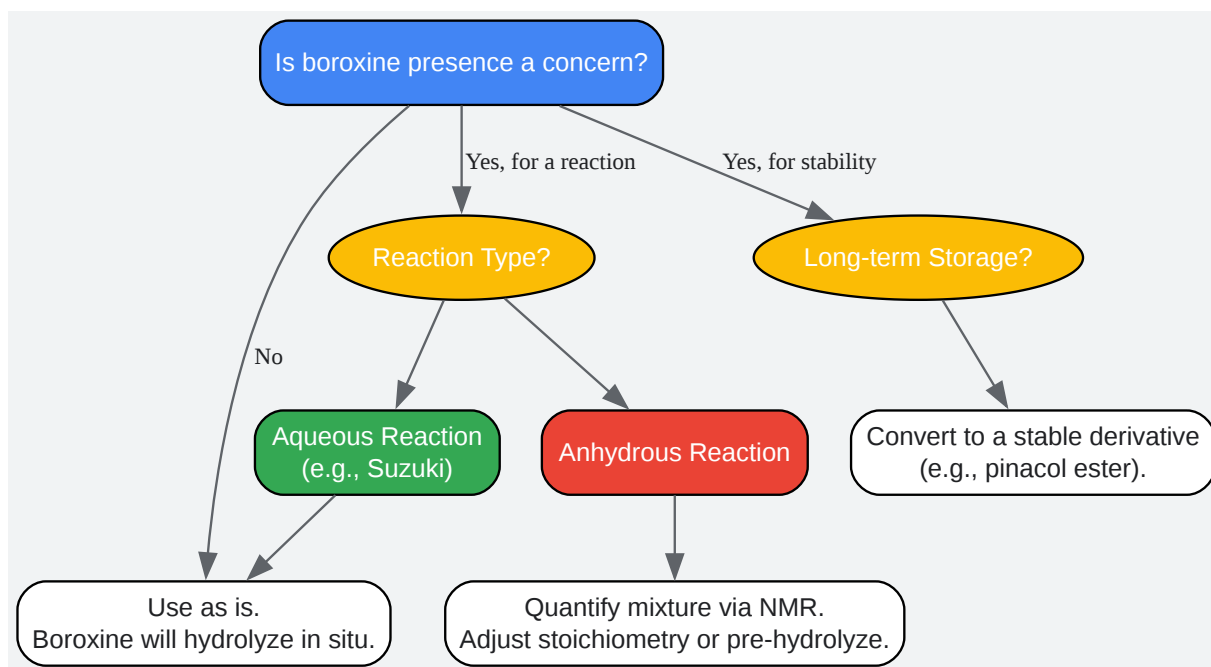 Is boroxine presence a concern?
Yes, for a reaction
Yes, for stability
Reaction Type?
Long-term Storage?
No
Aqueous Reaction
(e.g., Suzuki)
Anhydrous Reaction
Convert to a stable derivative
(e.g., pinacol ester).
Use as is.
Boroxine will hydrolyze in situ.
Quantify mixture via NMR.
Adjust stoichiometry or pre-hydrolyze.